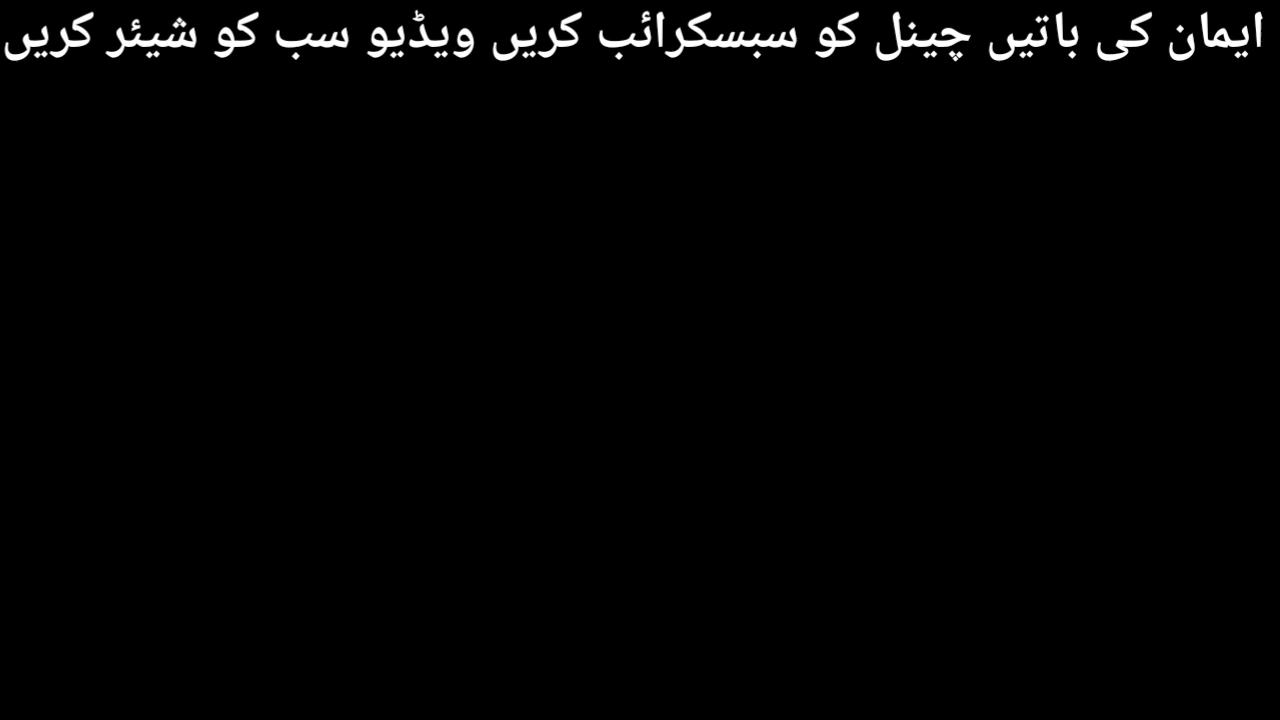 ایمان کی باتیں چینل کو سبسکرائب کریں ویڈیو سب کو شیئر کریں